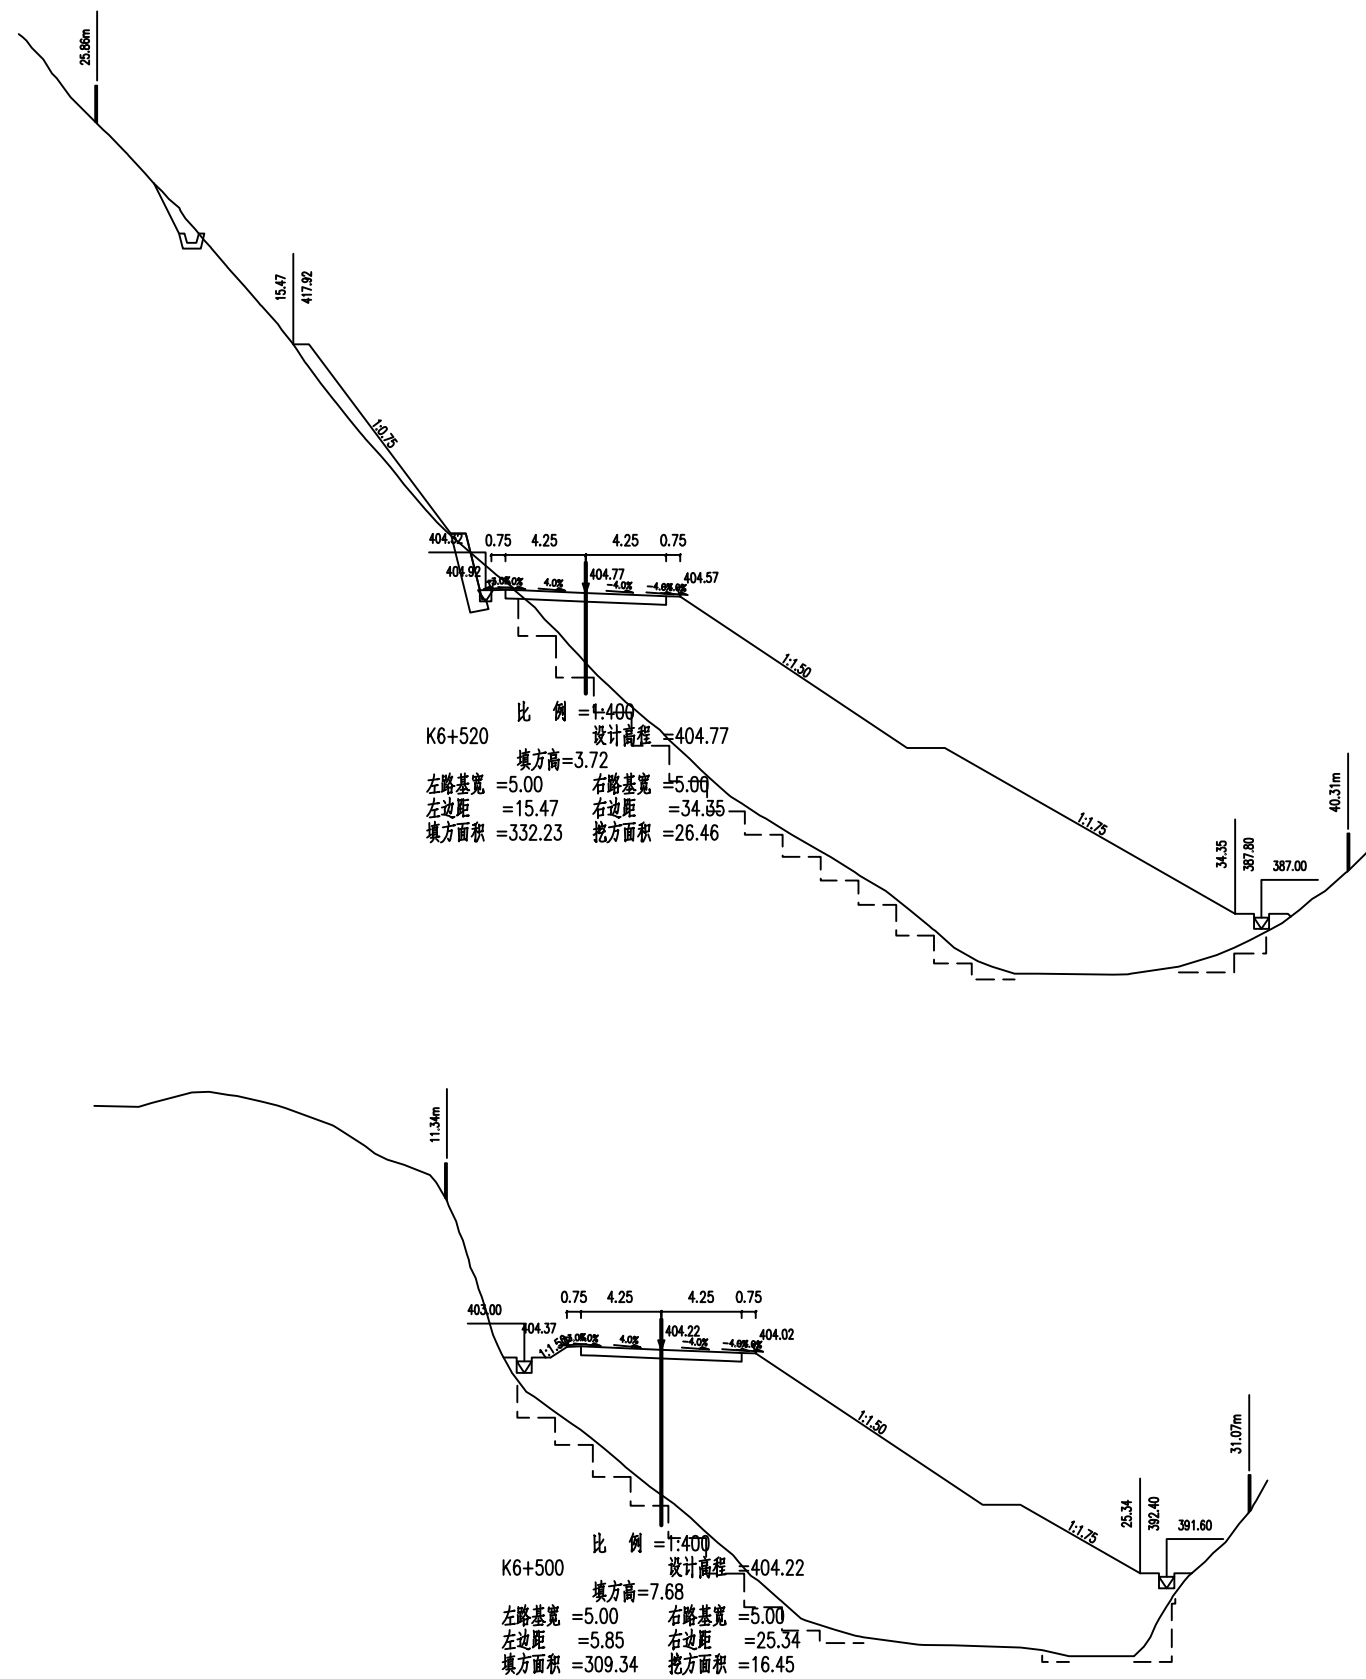 25.86m
15.47
417.92
1:0.75
404.82 0.75 4.25 4.25 0.75
404.92 404.77 404.57
4.0% -4.0% -4.0%
1:1.50
比 例 =1:400
K6+520 设计高程 =404.77
填方高=3.72
左路基宽 =5.00 右路基宽 =5.00
左边距 =15.47 右边距 =34.35
填方面积 =332.23 挖方面积 =26.46
1:1.75
34.35
387.80
387.00
40.31m
11.34m
403.00 0.75 4.25 4.25 0.75
404.37 404.22 404.02
1:1.50 4.0% -4.0% -4.0%
1:1.50
1:1.75
25.34
392.40
391.60
31.07m
比 例 =1:400
K6+500 设计高程 =404.22
填方高=7.68
左路基宽 =5.00 右路基宽 =5.00
左边距 =5.85 右边距 =25.34
填方面积 =309.34 挖方面积 =16.45